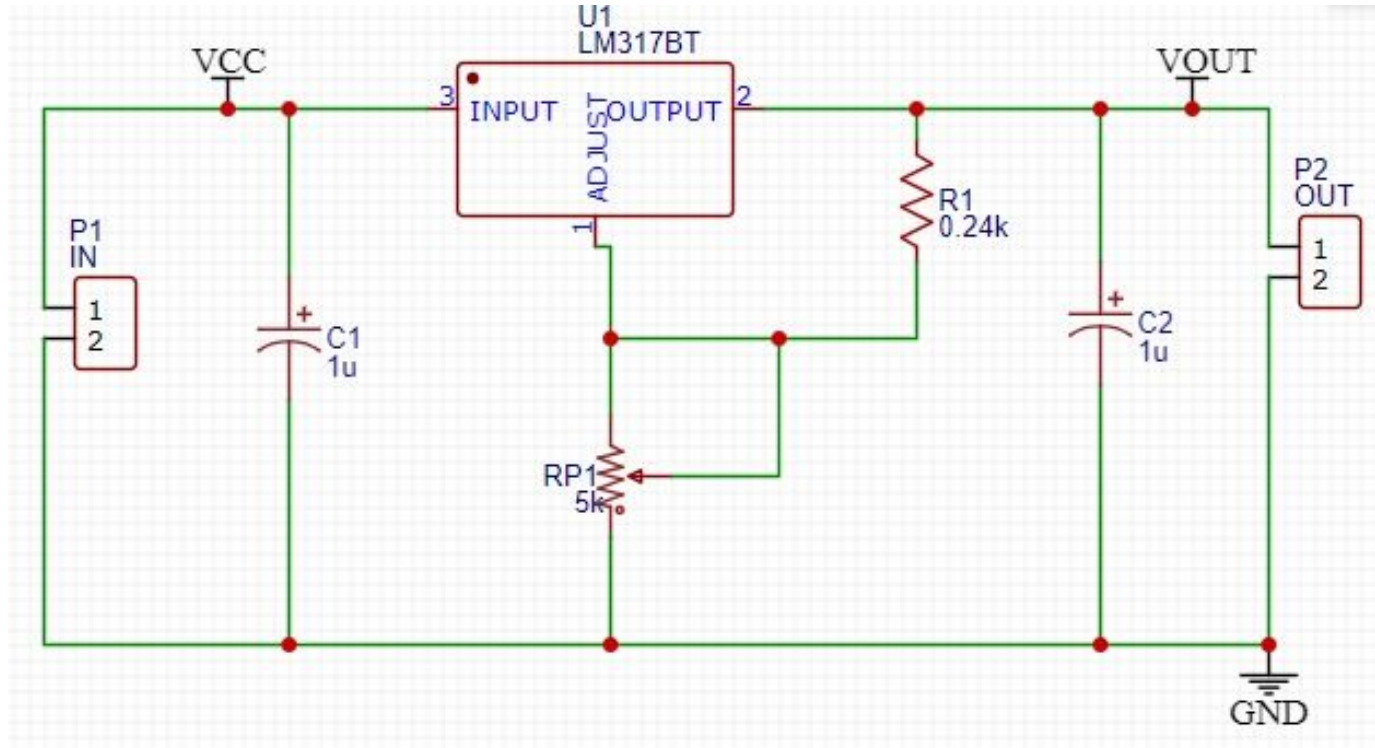 U1
LM317BT
VCC
VOUT
3
INPUT
ADJUST
OUTPUT
2
1
P1
IN
1
2
C1
1u
R1
0.24k
RP1
5k
C2
1u
P2
OUT
1
2
GND